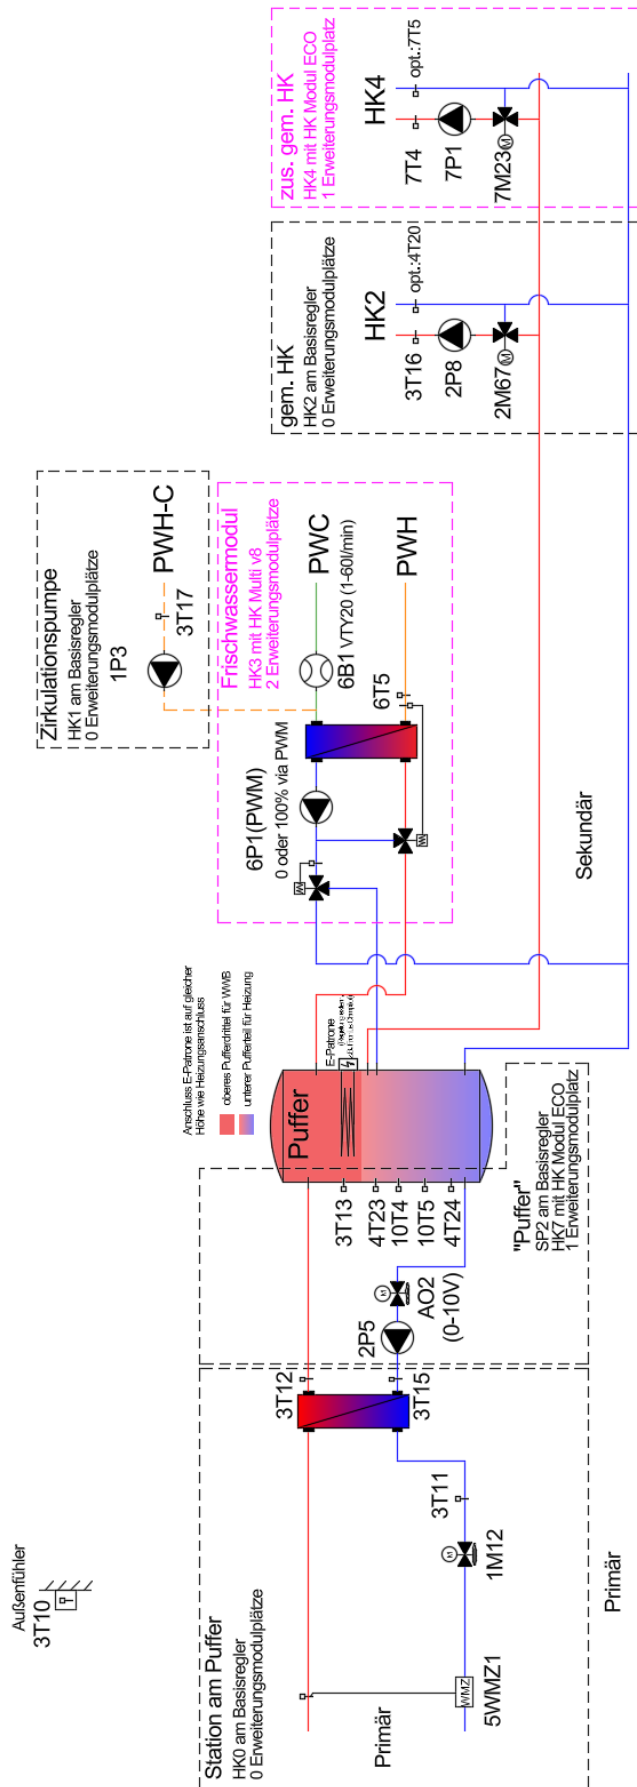 Außenfühler
3T10
Station am Puffer
HK0 am Basisregler
0 Erweiterungsmodulplätze
Primär
WMZ
5WMZ1
M
1M12
3T11
3T12
3T15
Primär
2P5
M
AO2
(0-10V)
"Puffer"
SP2 am Basisregler
HK7 mit HK Modul ECO
1 Erweiterungsmodulplatz
Puffer
3T13
4T23
10T4
10T5
4T24
Anschluss E-Patrone ist auf gleicher
Höhe wie Heizungsanschluss
oberes Pufferdrittel für WWB
unterer Pufferteil für Heizung
E-Patrone
Sekundär
Zirkulationspumpe
HK1 am Basisregler
0 Erweiterungsmodulplätze
1P3
PWH-C
3T17
Frischwassermodul
HK3 mit HK Multi v8
2 Erweiterungsmodulplätze
6P1(PWM)
0 oder 100% via PWM
PWC
6B1 VTY20 (1-60l/min)
6T5
PWH
gem. HK
HK2 am Basisregler
0 Erweiterungsmodulplätze
HK2
3T16
opt.:4T20
2P8
2M67
M
zus. gem. HK
HK4 mit HK Modul ECO
1 Erweiterungsmodulplatz
HK4
7T4
opt.:7T5
7P1
7M23
M